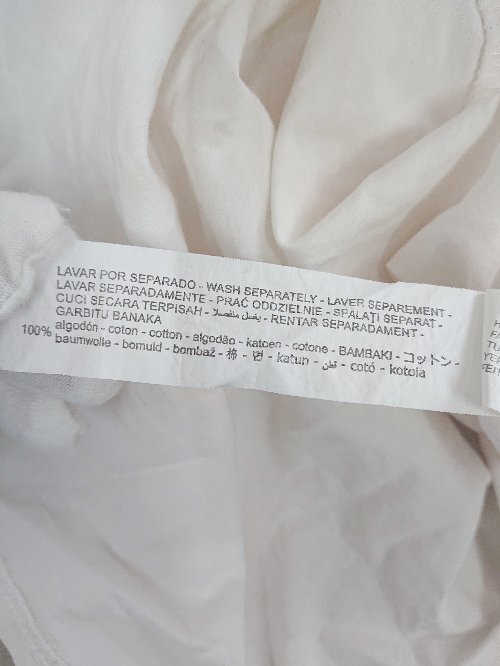 LAVAR POR SEPARADO - WASH SEPARATELY - LAVER SEPAREMENT -
LAVAR SEPARADAMENTE - PRAĆ ODDZIELNIE - SPĂLAŢI SEPARAT -
CUCI SECARA TERPISAH - يغسل منفصلا - RENTAR SEPARADAMENT -
GARBITU BANAKA
100% algodón - coton - cotton - algodão - katoen - cotone - ΒΑΜΒΑΚΙ - コットン -
baumwolle - bomuld - bombaž - 棉 - 면 - katun - قطن - cotó - kotoia